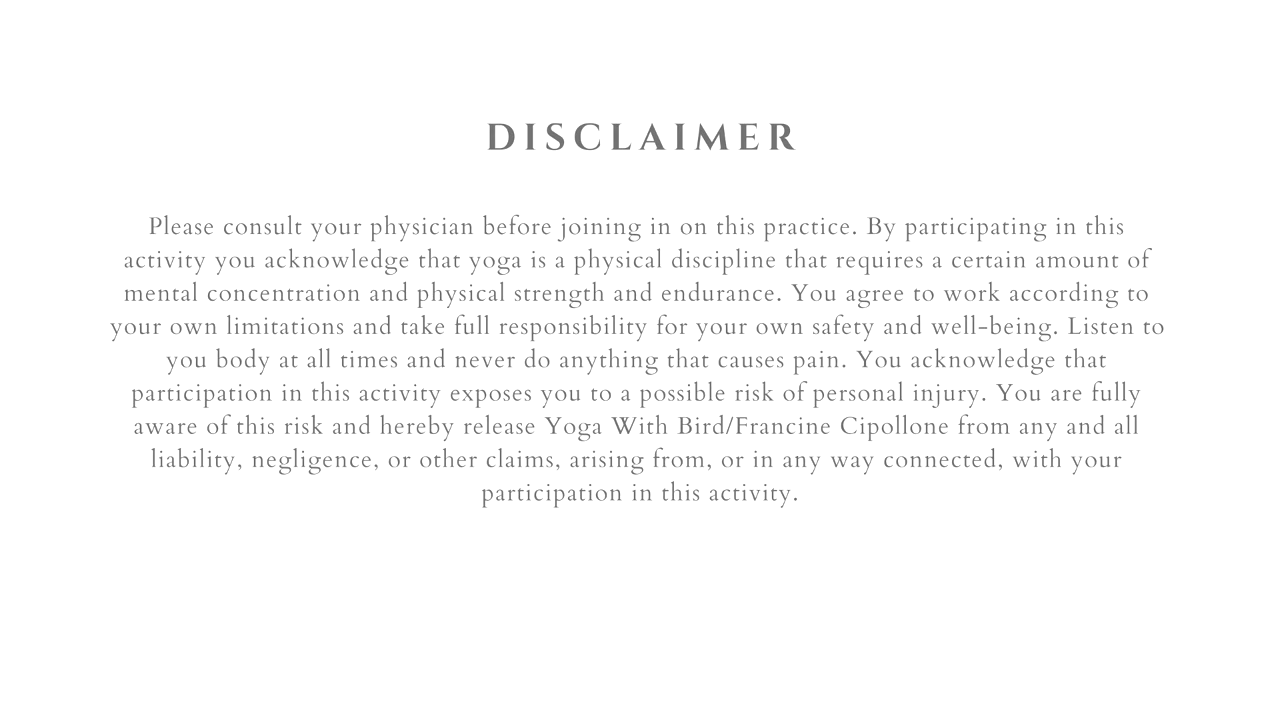 DISCLAIMER
Please consult your physician before joining in on this practice. By participating in this
activity you acknowledge that yoga is a physical discipline that requires a certain amount of
mental concentration and physical strength and endurance. You agree to work according to
your own limitations and take full responsibility for your own safety and well-being. Listen to
you body at all times and never do anything that causes pain. You acknowledge that
participation in this activity exposes you to a possible risk of personal injury. You are fully
aware of this risk and hereby release Yoga With Bird/Francine Cipollone from any and all
liability, negligence, or other claims, arising from, or in any way connected, with your
participation in this activity.